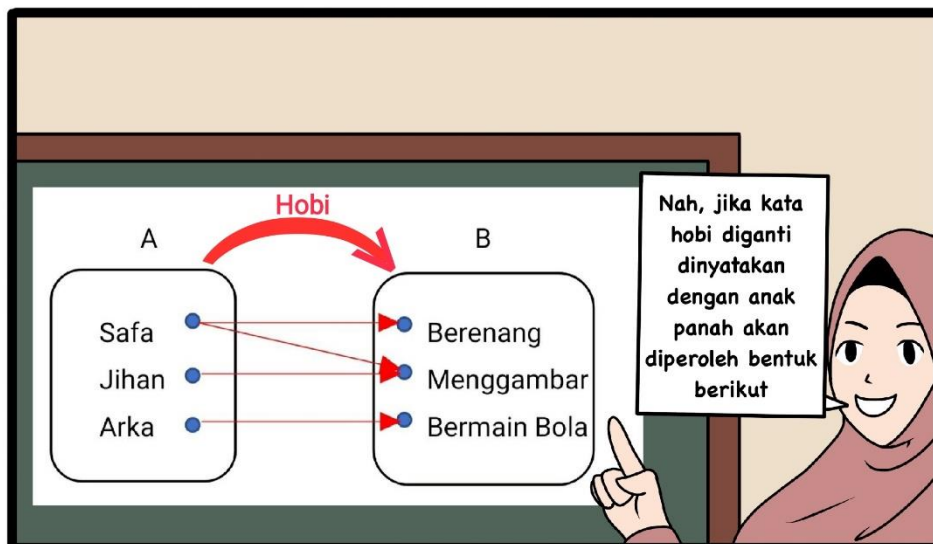 Hobi
A
B
Safa
Jihan
Arka
Berenang
Menggambar
Bermain Bola
Nah, jika kata
hobi diganti
dinyatakan
dengan anak
panah akan
diperoleh bentuk
berikut